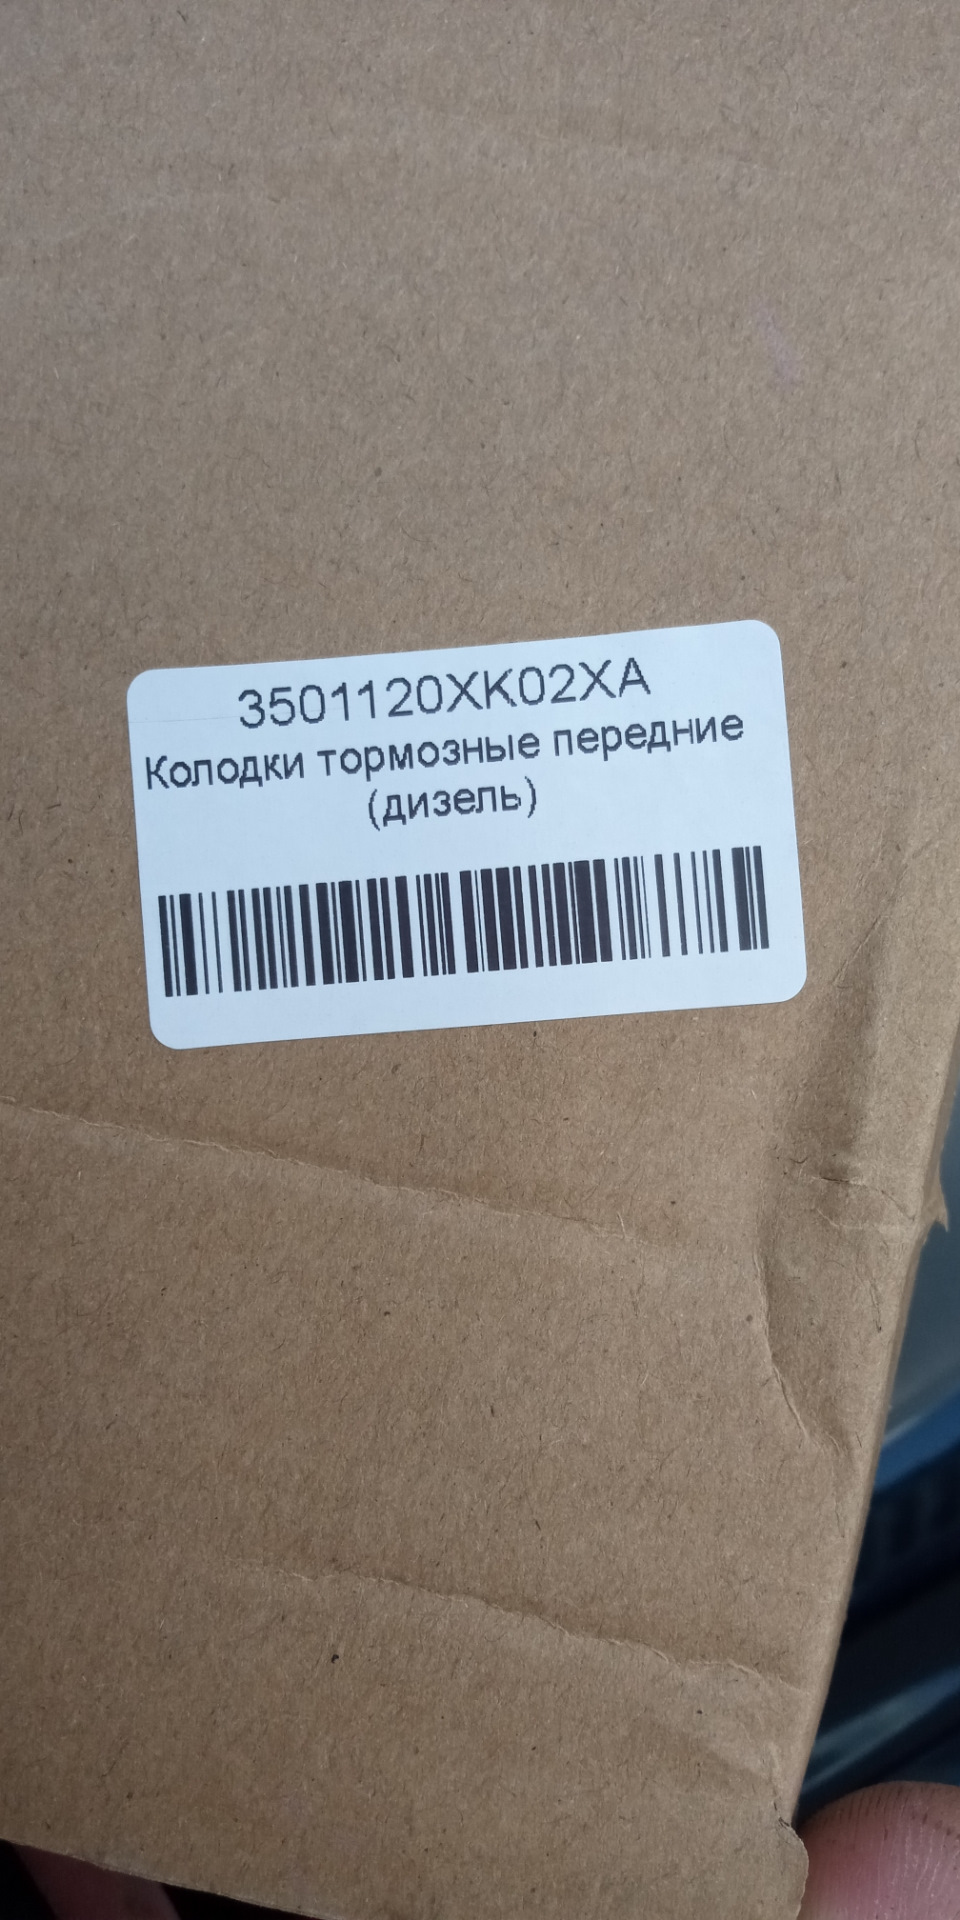 3501120XK02XA
Колодки тормозные передние
(дизель)